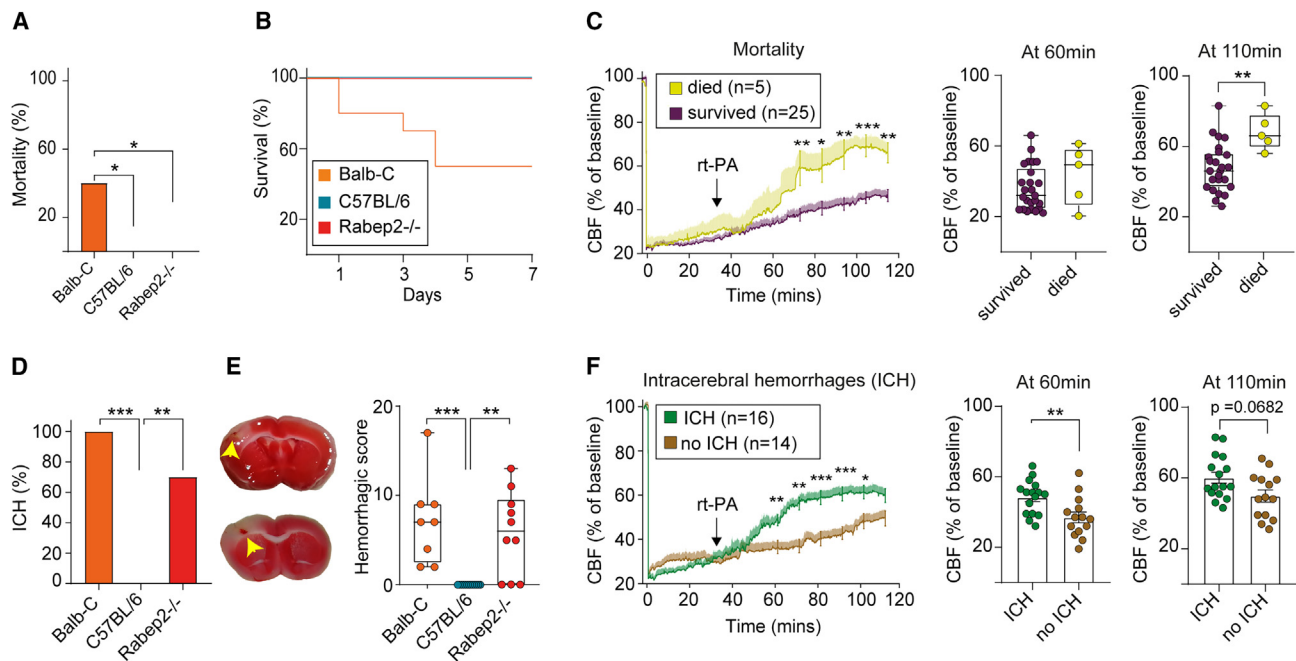 A
Mortality (%)
100
60
20
*
*
Balb-C
C57BL/6
Rabep2-/-
B
Survival (%)
100
60
20
Balb-C
C57BL/6
Rabep2-/-
1
3
5
7
Days
C
Mortality
CBF (% of baseline)
100
80
60
40
20
died (n=5)
survived (n=25)
rt-PA
** * ** *** **
0 20 40 60 80 100 120
Time (mins)
At 60min
CBF (% of baseline)
100
60
20
survived
died
At 110min
**
CBF (% of baseline)
100
60
20
survived
died
D
ICH (%)
100
80
60
40
20
0
*** **
Balb-C
C57BL/6
Rabep2-/-
E
Hemorrhagic score
20
10
0
*** **
Balb-C
C57BL/6
Rabep2-/-
F
Intracerebral hemorrhages (ICH)
CBF (% of baseline)
100
80
60
40
20
ICH (n=16)
no ICH (n=14)
rt-PA
** ** *** *** *
0 20 40 60 80 100 120
Time (mins)
At 60min
**
CBF (% of baseline)
100
60
20
ICH
no ICH
At 110min
p =0.0682
CBF (% of baseline)
100
60
20
ICH
no ICH